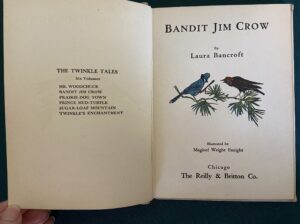 THE TWINKLE TALES
Six Volumes
MR. WOODCHUCK
BANDIT JIM CROW
PRAIRIE-DOG TOWN
PRINCE MUD-TURTLE
SUGAR-LOAF MOUNTAIN
TWINKLE'S ENCHANTMENT
BANDIT JIM CROW
By
Laura Bancroft
Illustrated by
Maginel Wright Enright
Chicago
The Reilly & Britton Co.